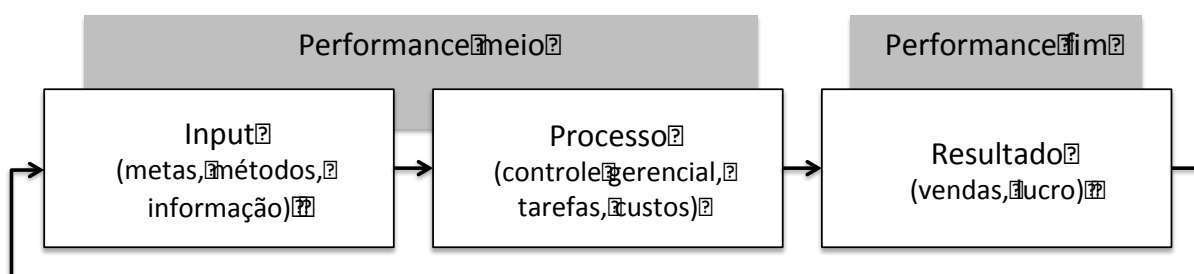 Performance meio
Performance fim
Input
(metas, métodos,
informação)
Processo
(controle gerencial,
tarefas, custos)
Resultado
(vendas, lucro)